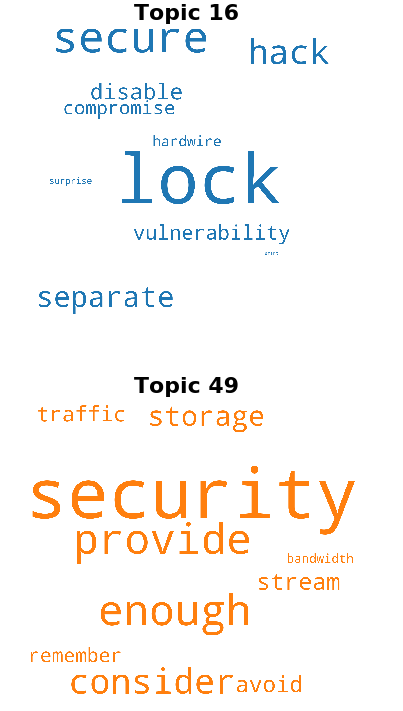 Topic 16
secure
hack
disable
compromise
hardwire
lock
surprise
vulnerability
separate
Topic 49
traffic storage
security
provide
bandwidth
stream
enough
remember
consider avoid